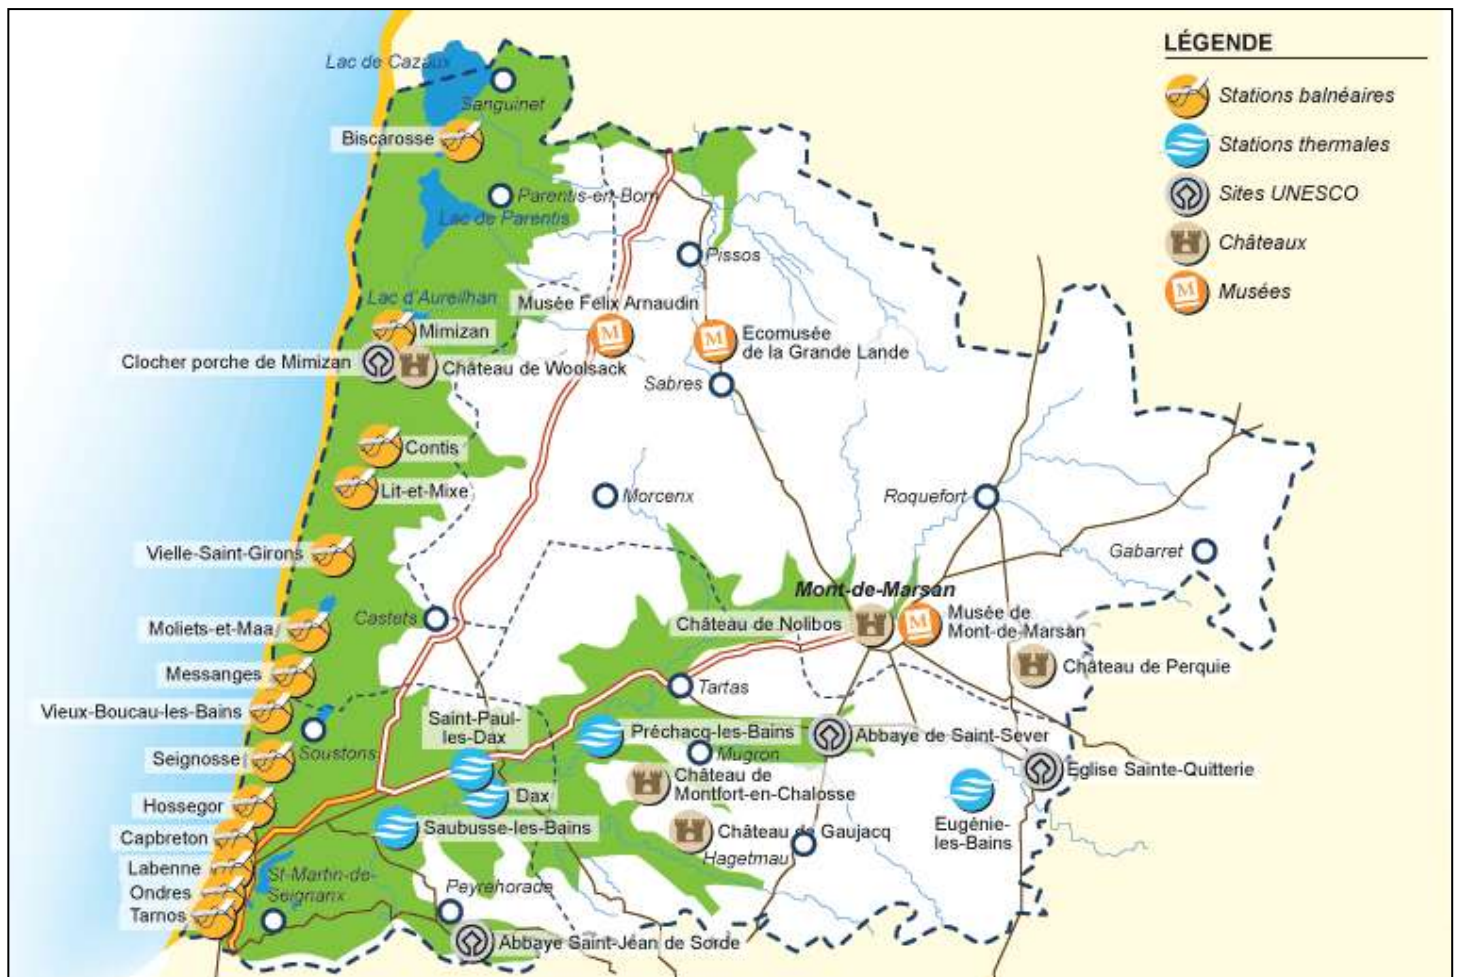 LÉGENDE
Stations balnéaires
Stations thermales
Sites UNESCO
Châteaux
Musées
Lac de Cazaux
Sanguinet
Biscarosse
Parentis-en-Born
Lac de Parentis
Pissos
Lac d'Aureilhan
Musée Félix Arnaudin
Mimizan
Ecomusée
de la Grande Lande
Clocher porche de Mimizan
Château de Woolsack
Sabres
Contis
Lit-et-Mixe
Morcenx
Roquefort
Vielle-Saint-Girons
Gabarret
Mont-de-Marsan
Castets
Château de Nolibos
Musée de
Mont-de-Marsan
Moliets-et-Maa
Messanges
Château de Perquie
Tartas
Vieux-Boucau-les-Bains
Saint-Paul-
les-Dax
Préchacq-les-Bains
Abbaye de Saint-Sever
Soustons
Mugron
Seignosse
Eglise Sainte-Quitterie
Château de
Montfort-en-Chalosse
Dax
Hossegor
Saubusse-les-Bains
Château de Gaujacq
Eugénie-
les-Bains
Capbreton
Hagetmau
Labenne
St-Martin-de-
Seignanx
Ondres
Peyrehorade
Tarnos
Abbaye Saint-Jéan de Sorde
M
M
M
M